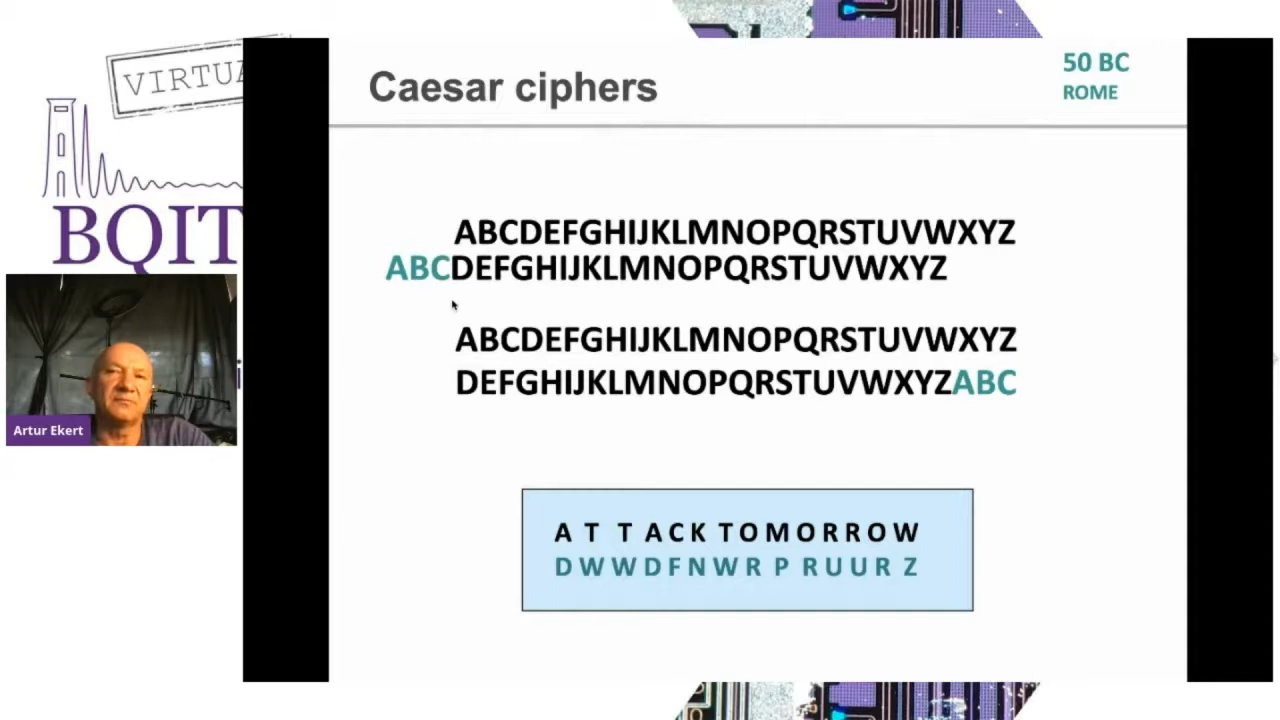 VIRTUA
BQIT
Artur Ekert
Caesar ciphers
50 BC
ROME
ABCDEFGHIJKLMNOPQRSTUVWXYZ
ABCDEFGHIJKLMNOPQRSTUVWXYZ
ABCDEFGHIJKLMNOPQRSTUVWXYZ
DEFGHIJKLMNOPQRSTUVWXYZABC
A T T A C K T O M O R R O W
D W W D F N W R P R U U R Z